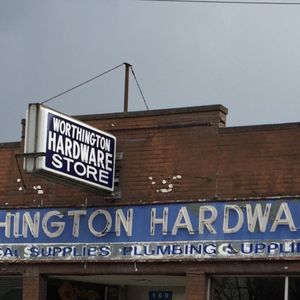 WORTHINGTON
HARDWARE
STORE
HINGTON HARDWA
SUPPLIES PLUMBING & SUPPLI